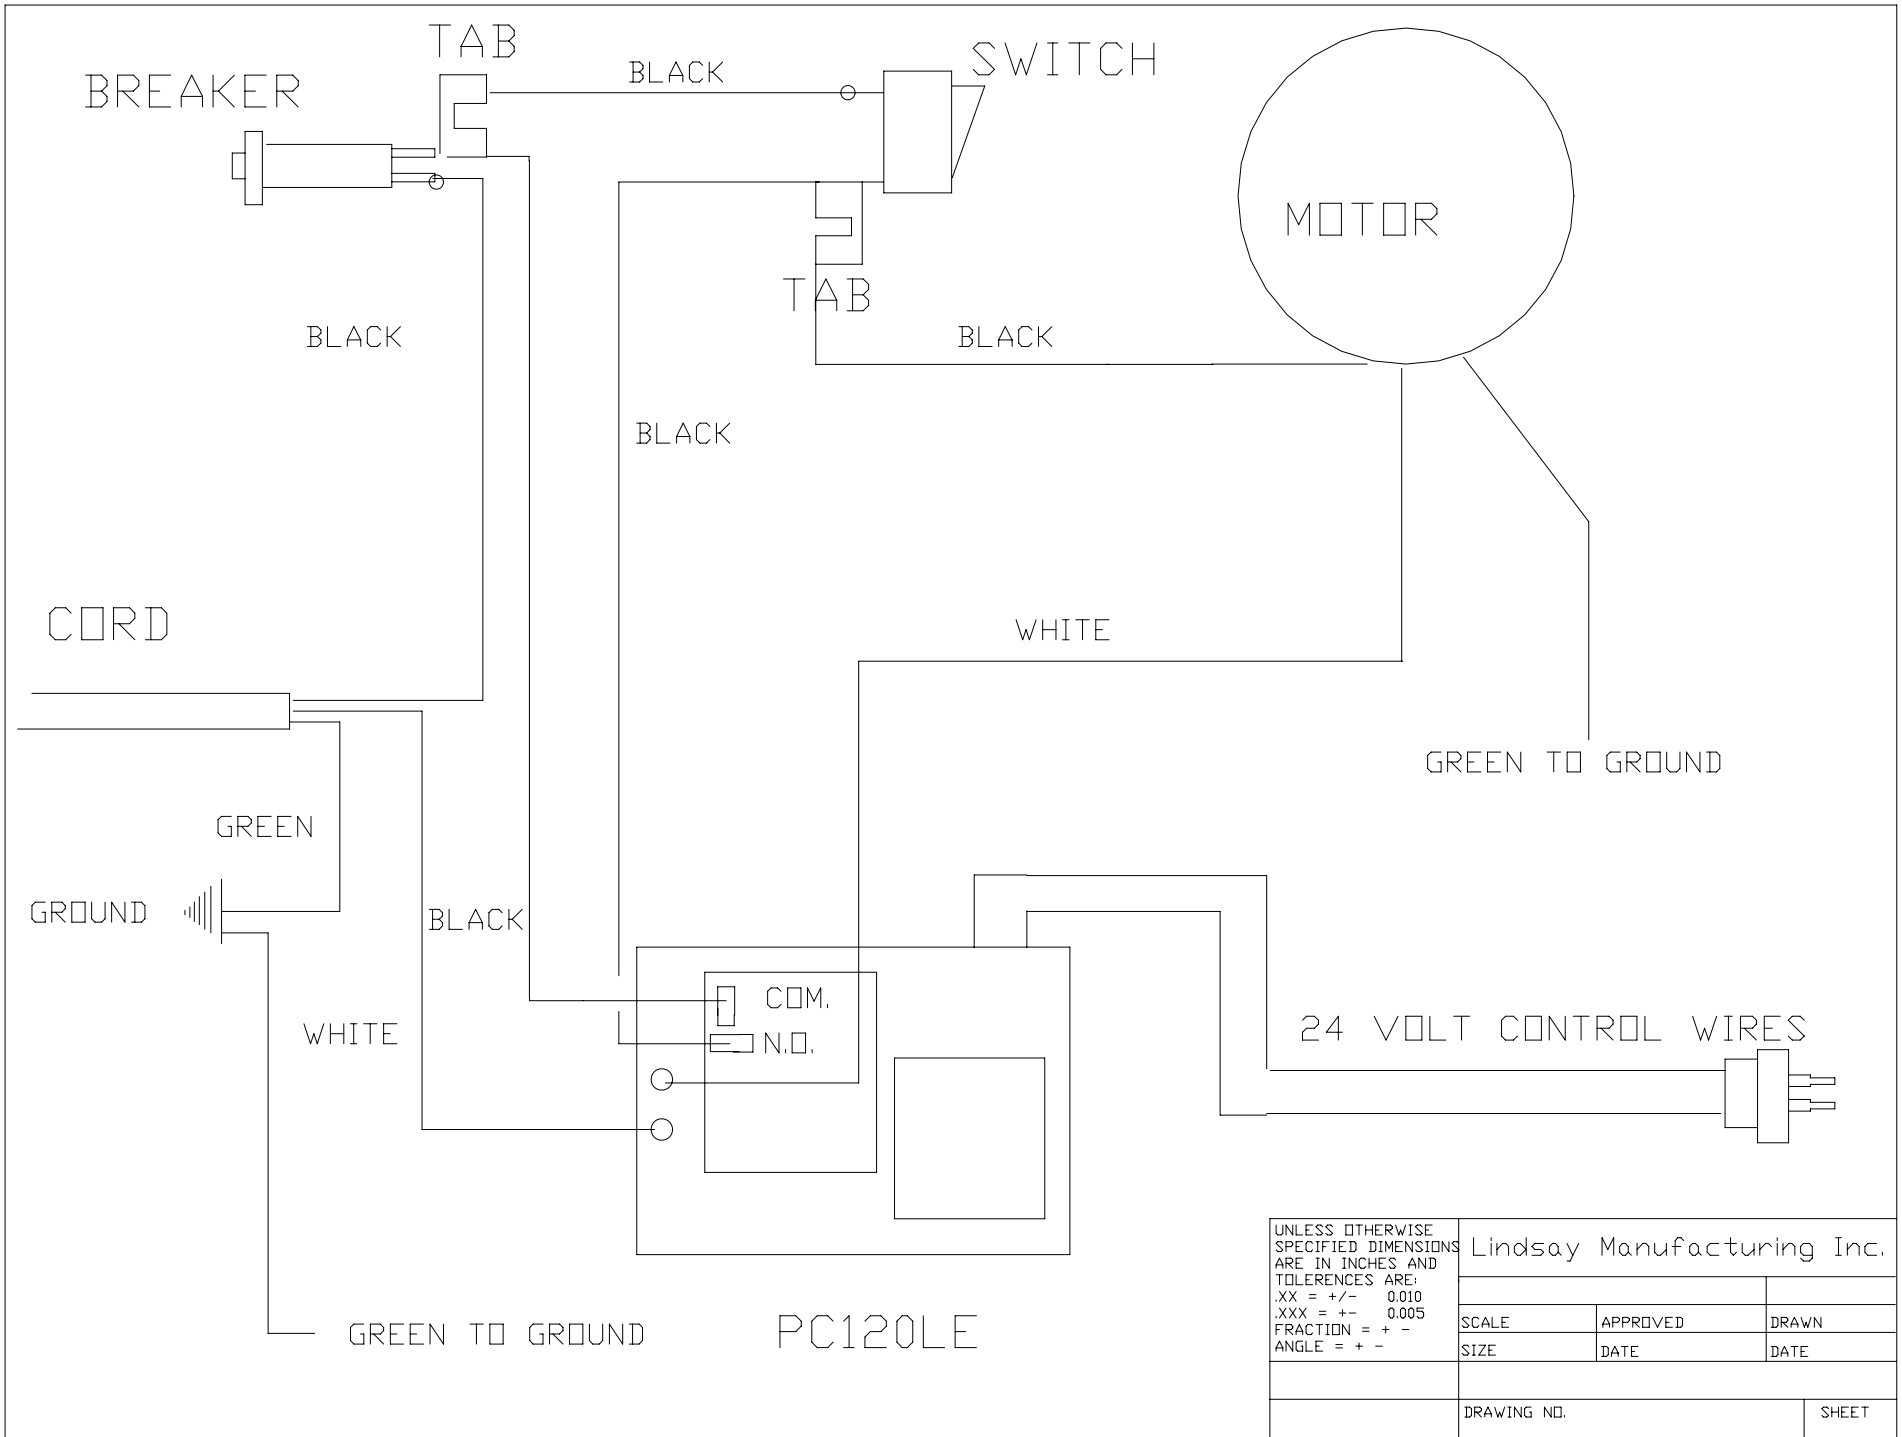 TAB
SWITCH
BREAKER
BLACK
MOTOR
TAB
BLACK
BLACK
BLACK
CORD
WHITE
GREEN TO GROUND
GREEN
GROUND
BLACK
COM.
WHITE
N.O.
24 VOLT CONTROL WIRES
GREEN TO GROUND
PC120LE
UNLESS OTHERWISE
SPECIFIED DIMENSIONS
ARE IN INCHES AND
TOLERENCES ARE:
.XX = +/- 0.010
.XXX = +- 0.005
FRACTION = + -
ANGLE = + -
Lindsay Manufacturing Inc.
SCALE
APPROVED
DRAWN
SIZE
DATE
DATE
DRAWING NO.
SHEET